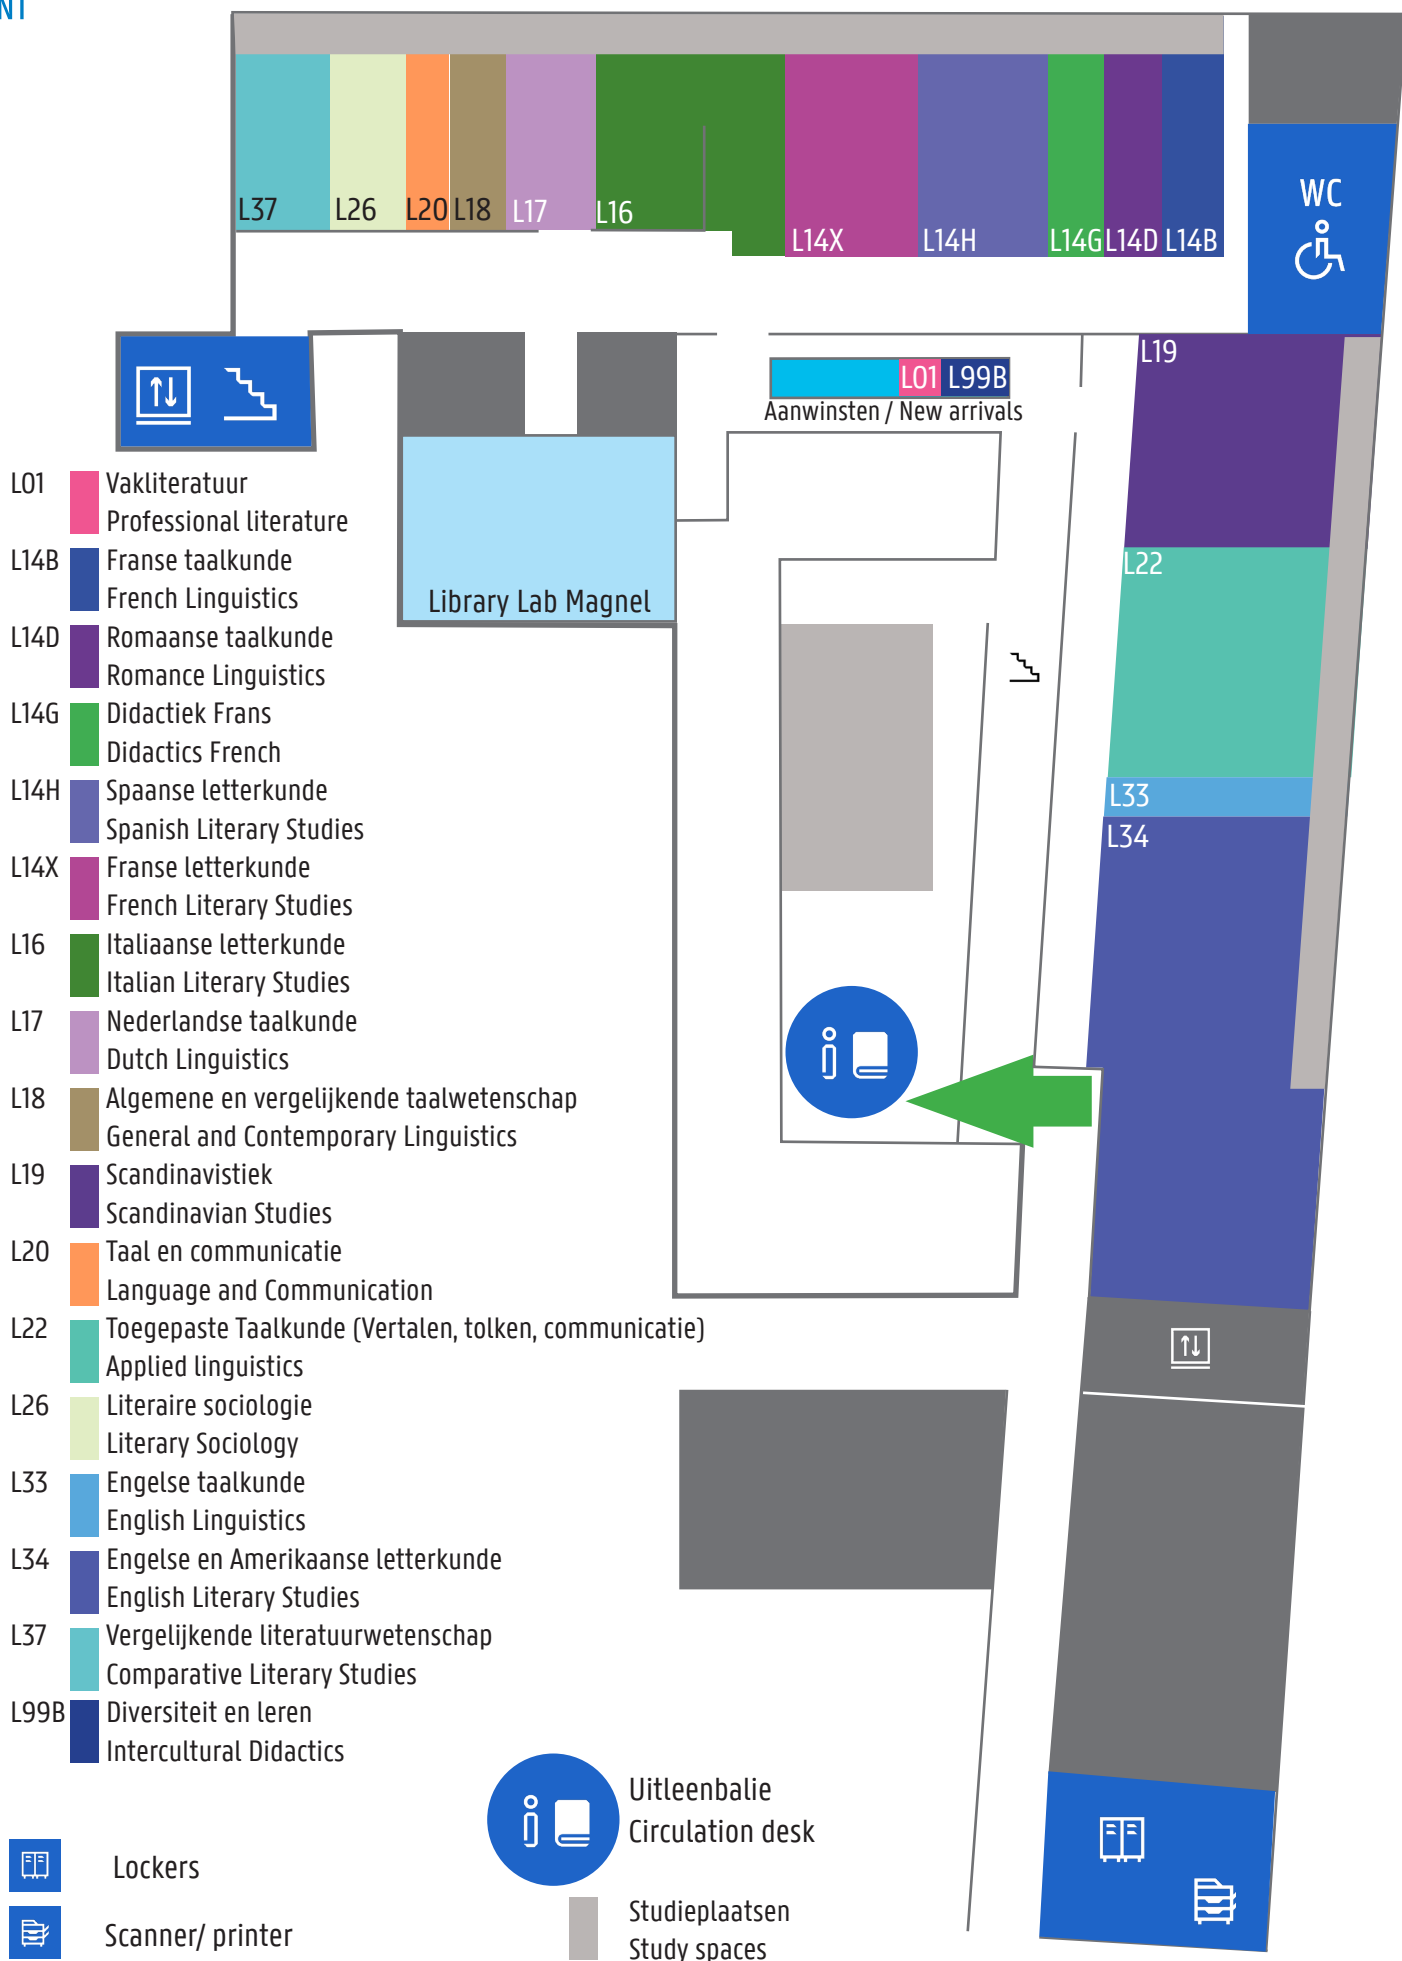 NT
L37
L26
L20
L18
L17
L16
L14X
L14H
L14G
L14D
L14B
WC
L19
L01
L99B
Aanwinsten / New arrivals
L22
L33
L34
Library Lab Magnel
L01 Vakliteratuur
Professional literature
L14B Franse taalkunde
French Linguistics
L14D Romaanse taalkunde
Romance Linguistics
L14G Didactiek Frans
Didactics French
L14H Spaanse letterkunde
Spanish Literary Studies
L14X Franse letterkunde
French Literary Studies
L16 Italiaanse letterkunde
Italian Literary Studies
L17 Nederlandse taalkunde
Dutch Linguistics
L18 Algemene en vergelijkende taalwetenschap
General and Contemporary Linguistics
L19 Scandinavistiek
Scandinavian Studies
L20 Taal en communicatie
Language and Communication
L22 Toegepaste Taalkunde (Vertalen, tolken, communicatie)
Applied linguistics
L26 Literaire sociologie
Literary Sociology
L33 Engelse taalkunde
English Linguistics
L34 Engelse en Amerikaanse letterkunde
English Literary Studies
L37 Vergelijkende literatuurwetenschap
Comparative Literary Studies
L99B Diversiteit en leren
Intercultural Didactics
Uitleenbalie
Circulation desk
Lockers
Scanner/ printer
Studieplaatsen
Study spaces